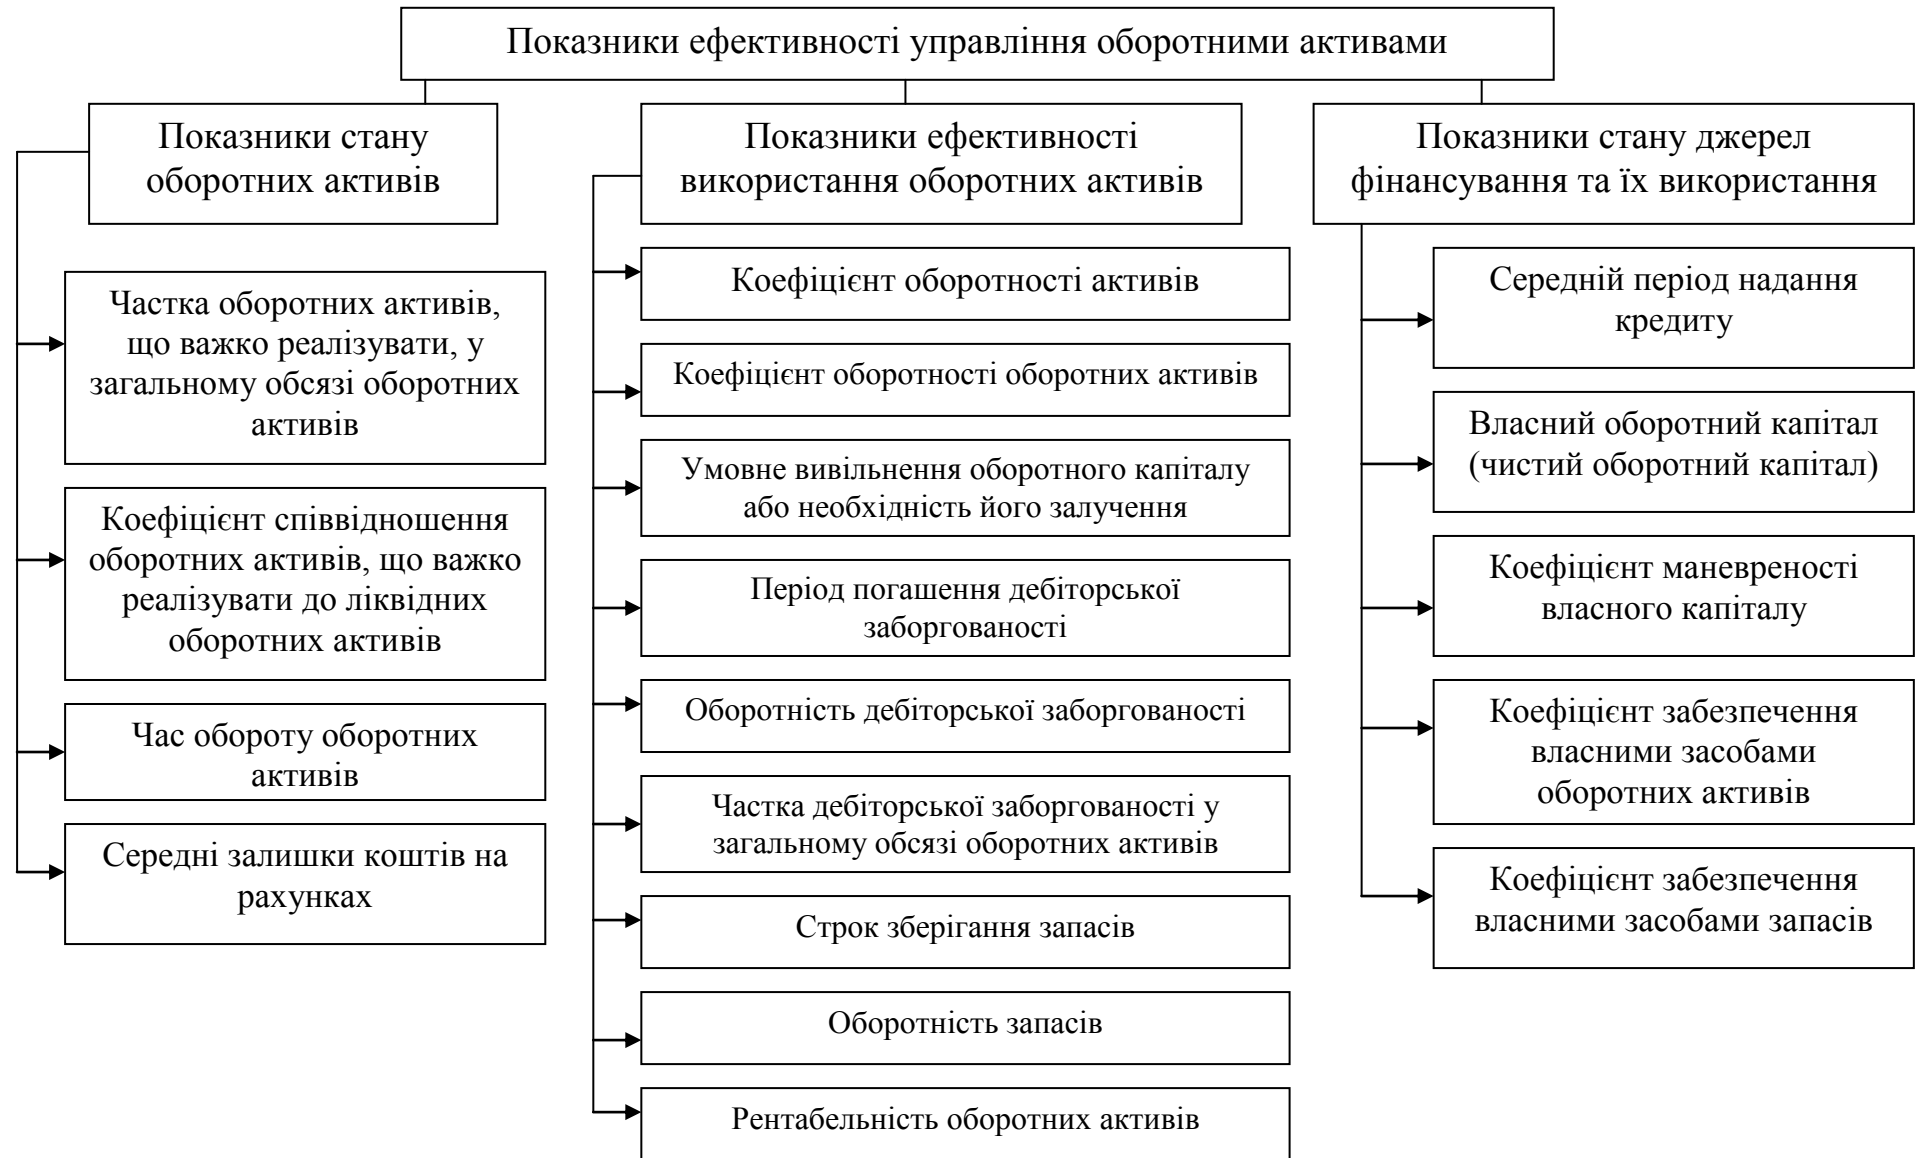 Показники ефективності управління оборотними активами
Показники стану
оборотних активів
Частка оборотних активів,
що важко реалізувати, у
загальному обсязі оборотних
активів
Коефіцієнт співвідношення
оборотних активів, що важко
реалізувати до ліквідних
оборотних активів
Час обороту оборотних
активів
Середні залишки коштів на
рахунках
Показники ефективності
використання оборотних активів
Коефіцієнт оборотності активів
Коефіцієнт оборотності оборотних активів
Умовне вивільнення оборотного капіталу
або необхідність його залучення
Період погашення дебіторської
заборгованості
Оборотність дебіторської заборгованості
Частка дебіторської заборгованості у
загальному обсязі оборотних активів
Строк зберігання запасів
Оборотність запасів
Рентабельність оборотних активів
Показники стану джерел
фінансування та їх використання
Середній період надання
кредиту
Власний оборотний капітал
(чистий оборотний капітал)
Коефіцієнт маневреності
власного капіталу
Коефіцієнт забезпечення
власними засобами
оборотних активів
Коефіцієнт забезпечення
власними засобами запасів